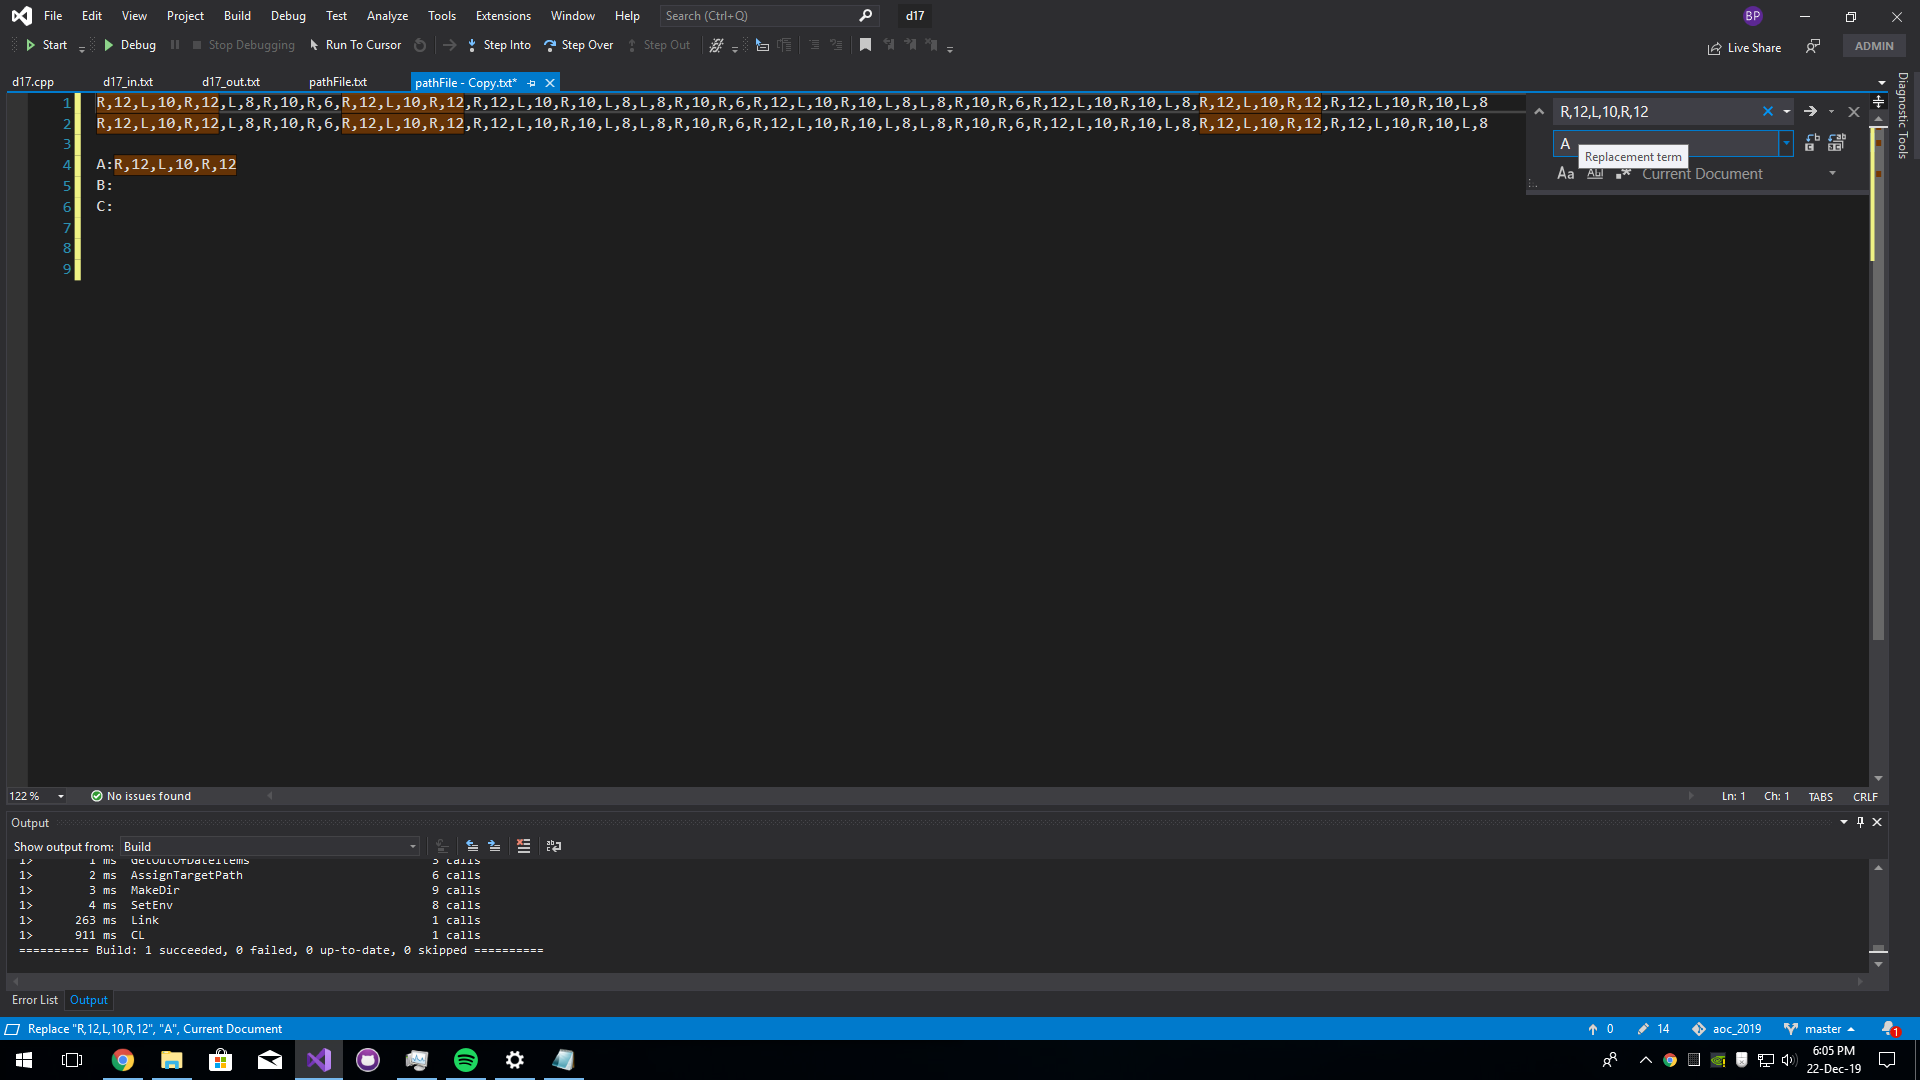 File Edit View Project Build Debug Test Analyze Tools Extensions Window Help Search (Ctrl+Q) d17 BP
Start Debug Stop Debugging Run To Cursor Step Into Step Over Step Out Live Share ADMIN
d17.cpp d17_in.txt d17_out.txt pathFile.txt pathFile - Copy.txt*
Diagnostic Tools
1 R,12,L,10,R,12,L,8,R,10,R,6,R,12,L,10,R,12,R,12,L,10,R,10,L,8,L,8,R,10,R,6,R,12,L,10,R,10,L,8,L,8,R,10,R,6,R,12,L,10,R,10,L,8,R,12,L,10,R,12,R,12,L,10,R,10,L,8
2 R,12,L,10,R,12,L,8,R,10,R,6,R,12,L,10,R,12,R,12,L,10,R,10,L,8,L,8,R,10,R,6,R,12,L,10,R,10,L,8,L,8,R,10,R,6,R,12,L,10,R,10,L,8,R,12,L,10,R,12,R,12,L,10,R,10,L,8
3
4 A:R,12,L,10,R,12
5 B:
6 C:
7
8
9
R,12,L,10,R,12
A
Replacement term
Aa Current Document
122 % No issues found Ln: 1 Ch: 1 TABS CRLF
Output
Show output from: Build
1> 1 ms GetOutOfDateItems 3 calls
1> 2 ms AssignTargetPath 6 calls
1> 3 ms MakeDir 9 calls
1> 4 ms SetEnv 8 calls
1> 263 ms Link 1 calls
1> 911 ms CL 1 calls
========== Build: 1 succeeded, 0 failed, 0 up-to-date, 0 skipped ==========
Error List Output
Replace "R,12,L,10,R,12", "A", Current Document 0 14 aoc_2019 master 1
6:05 PM
22-Dec-19